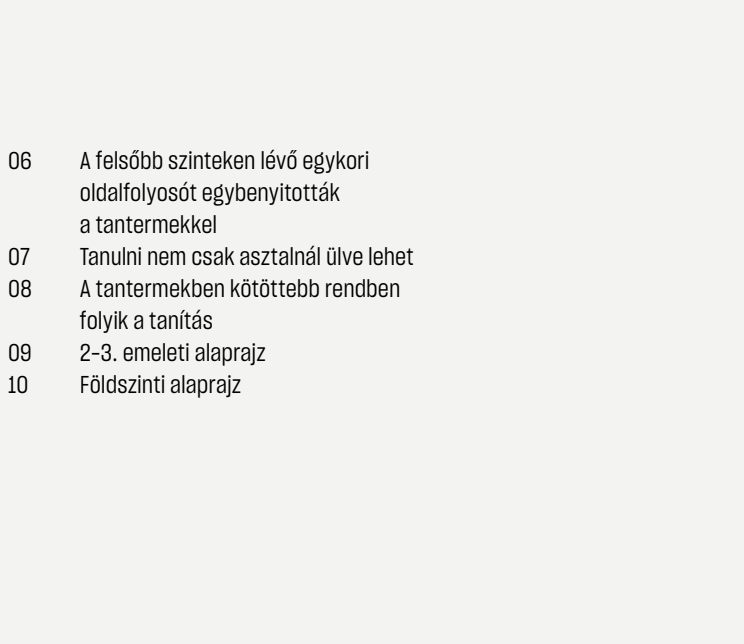 06 A felsőbb szinteken lévő egykori
oldalfolyosót egybenyitották
a tantermekkel
07 Tanulni nem csak asztalnál ülve lehet
08 A tantermekben kötöttebb rendben
folyik a tanítás
09 2–3. emeleti alaprajz
10 Földszinti alaprajz